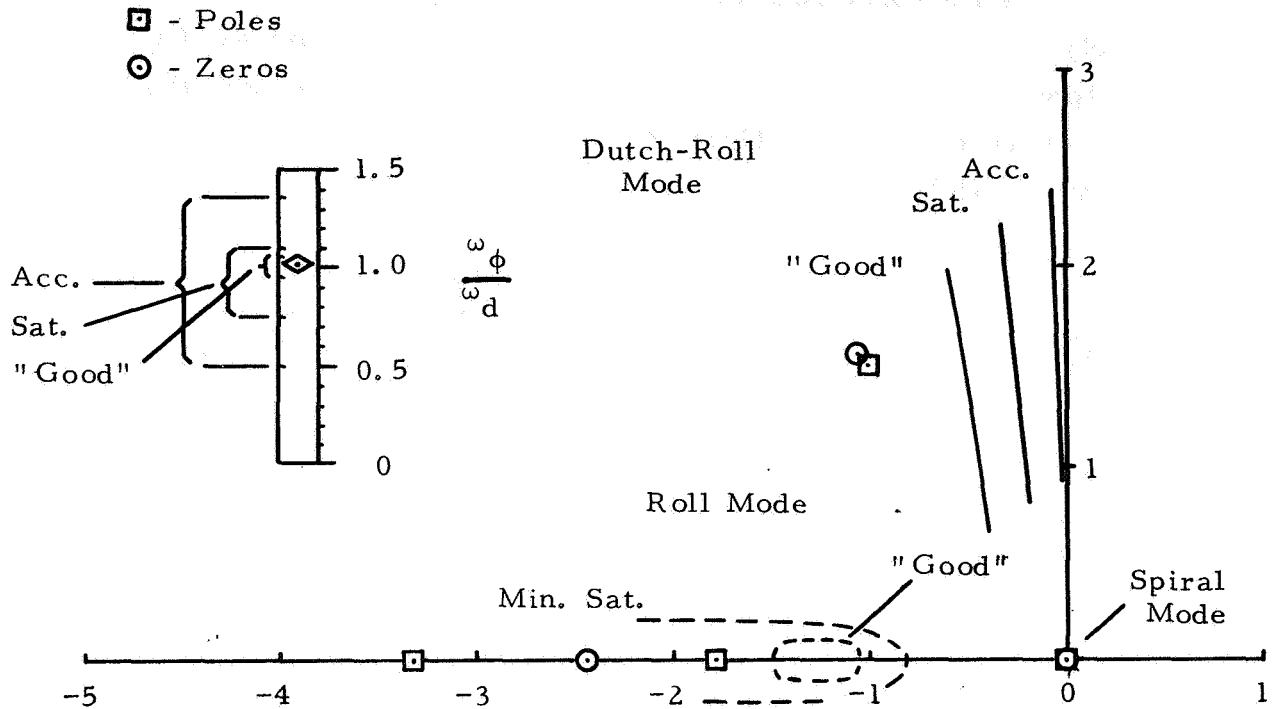 - Poles
- Zeros
1.5
1.0
0.5
0
Acc.
Sat.
"Good"
ωφ
ωd
Dutch-Roll
Mode
Acc.
Sat.
"Good"
3
2
1
Roll Mode
"Good"
Min. Sat.
Spiral
Mode
-5 -4 -3 -2 -1 0 1